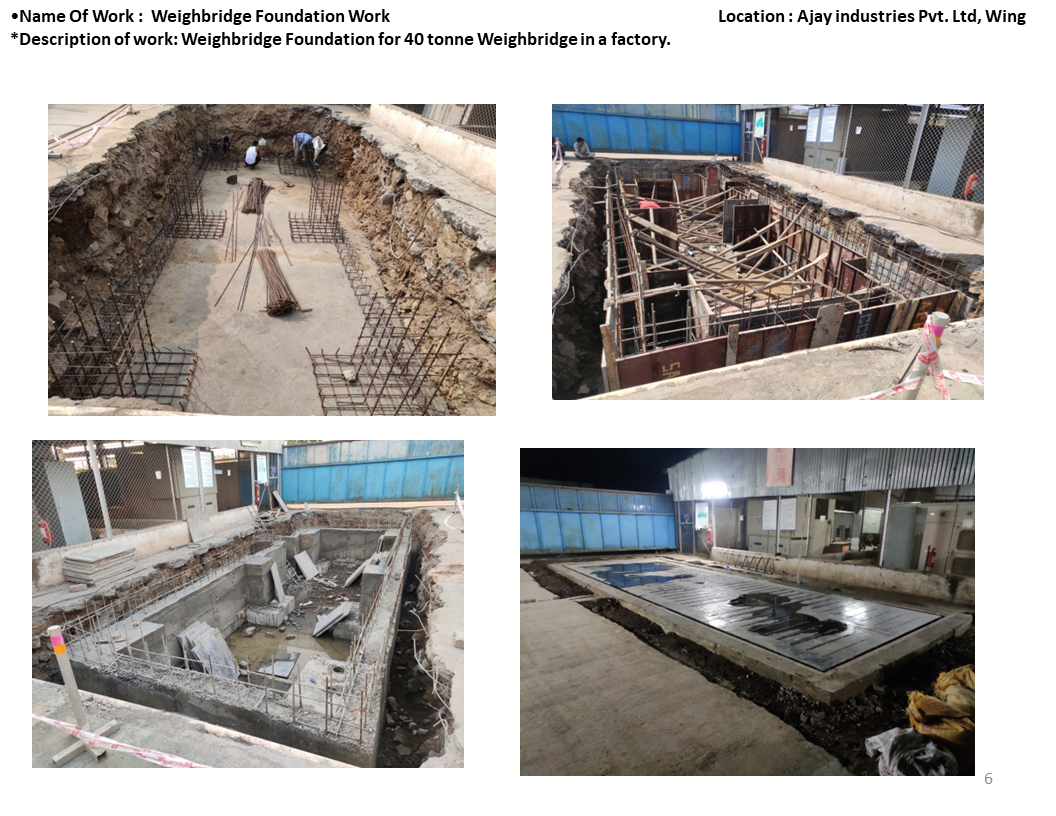 •Name Of Work : Weighbridge Foundation Work
Location : Ajay industries Pvt. Ltd, Wing
*Description of work: Weighbridge Foundation for 40 tonne Weighbridge in a factory.
6